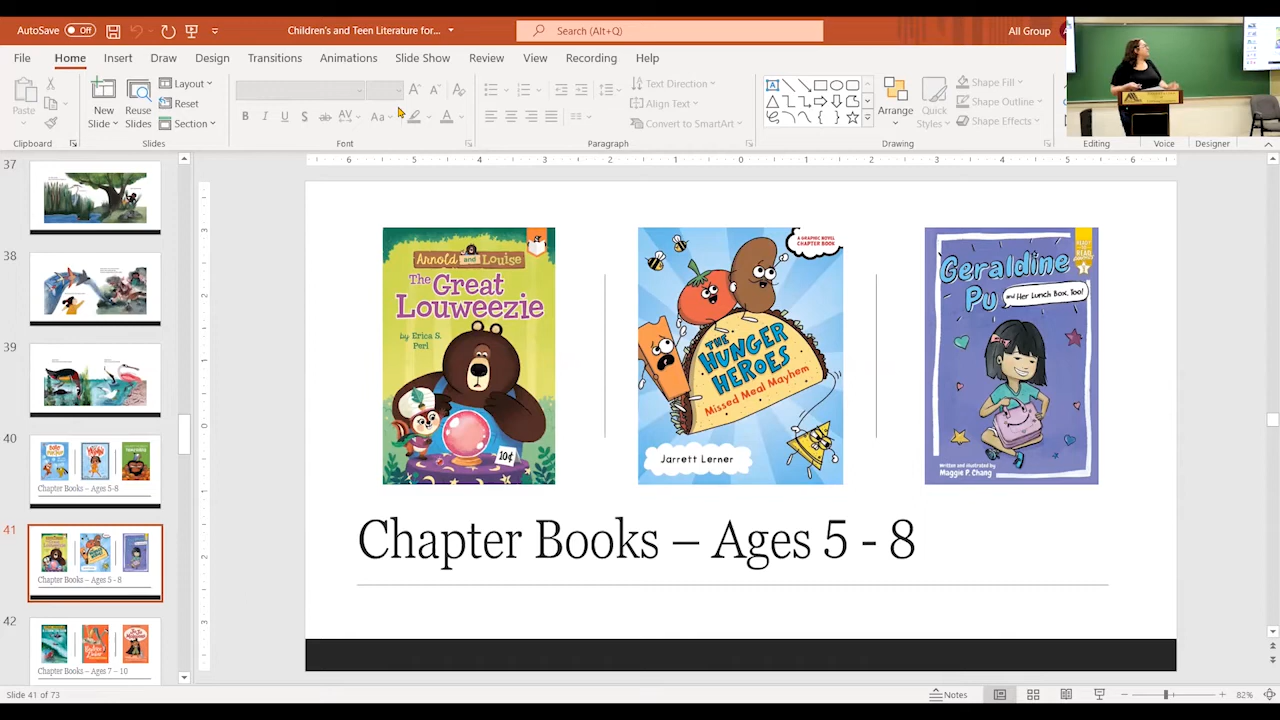 AutoSave Off
Children's and Teen Literature for...
Search (Alt+Q)
All Group
File Home Insert Draw Design Transitions Animations Slide Show Review View Recording Help
Paste
New Slide
Reuse Slides
Layout
Reset
Section
Text Direction
Align Text
Convert to SmartArt
Arrange
Quick Styles
Shape Fill
Shape Outline
Shape Effects
Clipboard Slides Font Paragraph Drawing Editing Voice Designer
37
38
39
40
Chapter Books – Ages 5-8
41
Chapter Books – Ages 5 - 8
42
Chapter Books – Ages 7 – 10
Arnold and Louise
The Great
Louweezie
by Erica S.
Perl
10¢
A GRAPHIC NOVEL
CHAPTER BOOK
THE
HUNGER
HEROES
Missed Meal Mayhem
Jarrett Lerner
READY-
TO-
READ
1
Geraldine
Pu
and Her Lunch Box, Too!
Written and illustrated by
Maggie P. Chang
Chapter Books – Ages 5 - 8
Slide 41 of 73
Notes
82%